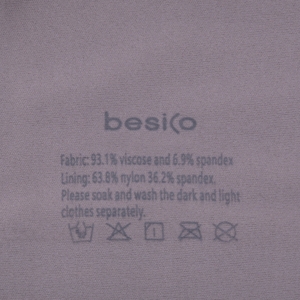 besico
Fabric: 93.1% viscose and 6.9% spandex
Lining: 63.8% nylon 36.2% spandex.
Please soak and wash the dark and light
clothes separately.